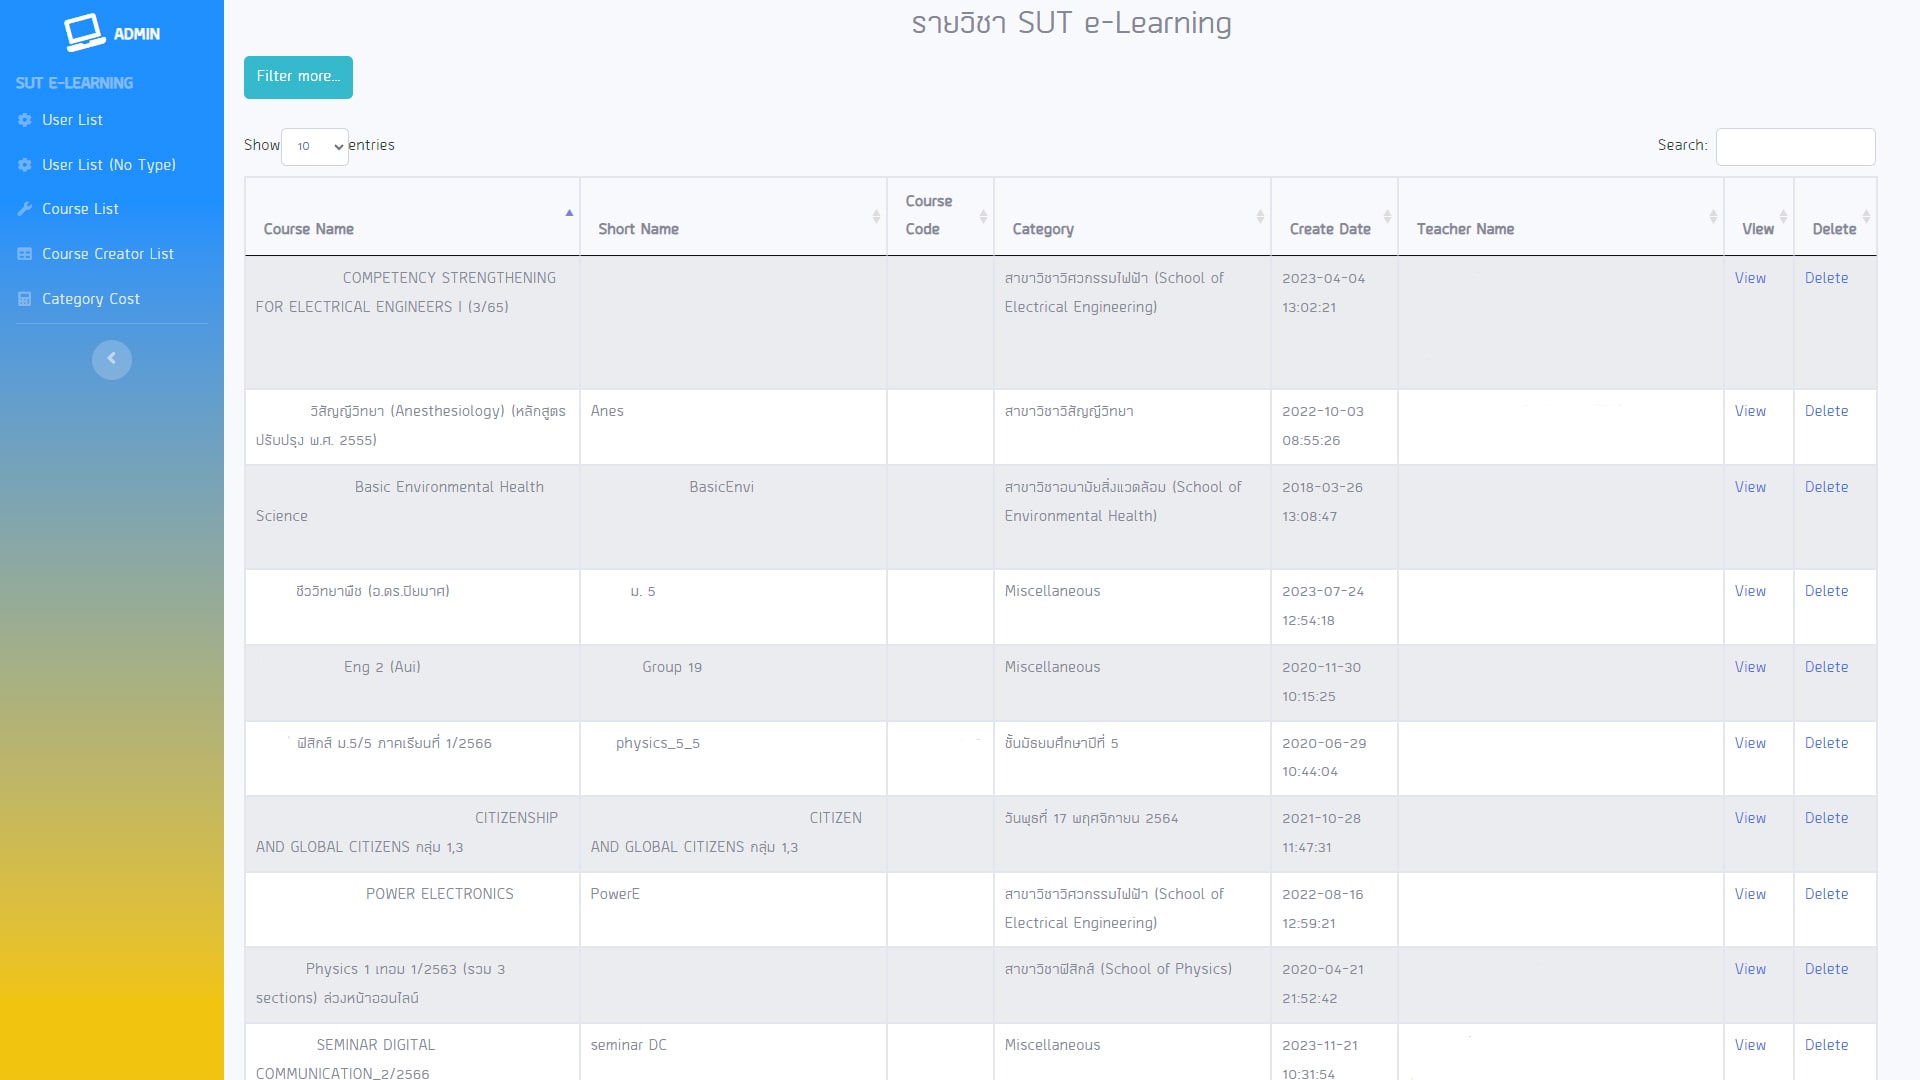 ADMIN
SUT E-LEARNING
User List
User List (No Type)
Course List
Course Creator List
Category Cost
รายวิชา SUT e-Learning
Filter more...
Show 10 entries
Search:
Course Name
Short Name
Course
Code
Category
Create Date
Teacher Name
View
Delete
COMPETENCY STRENGTHENING
FOR ELECTRICAL ENGINEERS I (3/65)
สาขาวิชาวิศวกรรมไฟฟ้า (School of
Electrical Engineering)
2023-04-04
13:02:21
View
Delete
วิสัญญีวิทยา (Anesthesiology) (หลักสูตร
ปรับปรุง พ.ศ. 2555)
Anes
สาขาวิชาวิสัญญีวิทยา
2022-10-03
08:55:26
View
Delete
Basic Environmental Health
Science
BasicEnvi
สาขาวิชาอนามัยสิ่งแวดล้อม (School of
Environmental Health)
2018-03-26
13:08:47
View
Delete
ชีววิทยาพืช (อ.ดร.ปิยมาศ)
ม. 5
Miscellaneous
2023-07-24
12:54:18
View
Delete
Eng 2 (Aui)
Group 19
Miscellaneous
2020-11-30
10:15:25
View
Delete
ฟิสิกส์ ม.5/5 ภาคเรียนที่ 1/2566
physics_5_5
ชั้นมัธยมศึกษาปีที่ 5
2020-06-29
10:44:04
View
Delete
CITIZENSHIP
AND GLOBAL CITIZENS กลุ่ม 1,3
CITIZEN
AND GLOBAL CITIZENS กลุ่ม 1,3
วันพุธที่ 17 พฤศจิกายน 2564
2021-10-28
11:47:31
View
Delete
POWER ELECTRONICS
PowerE
สาขาวิชาวิศวกรรมไฟฟ้า (School of
Electrical Engineering)
2022-08-16
12:59:21
View
Delete
Physics 1 เทอม 1/2563 (รวม 3
sections) ล่วงหน้าออนไลน์
สาขาวิชาฟิสิกส์ (School of Physics)
2020-04-21
21:52:42
View
Delete
SEMINAR DIGITAL
COMMUNICATION_2/2566
seminar DC
Miscellaneous
2023-11-21
10:31:54
View
Delete